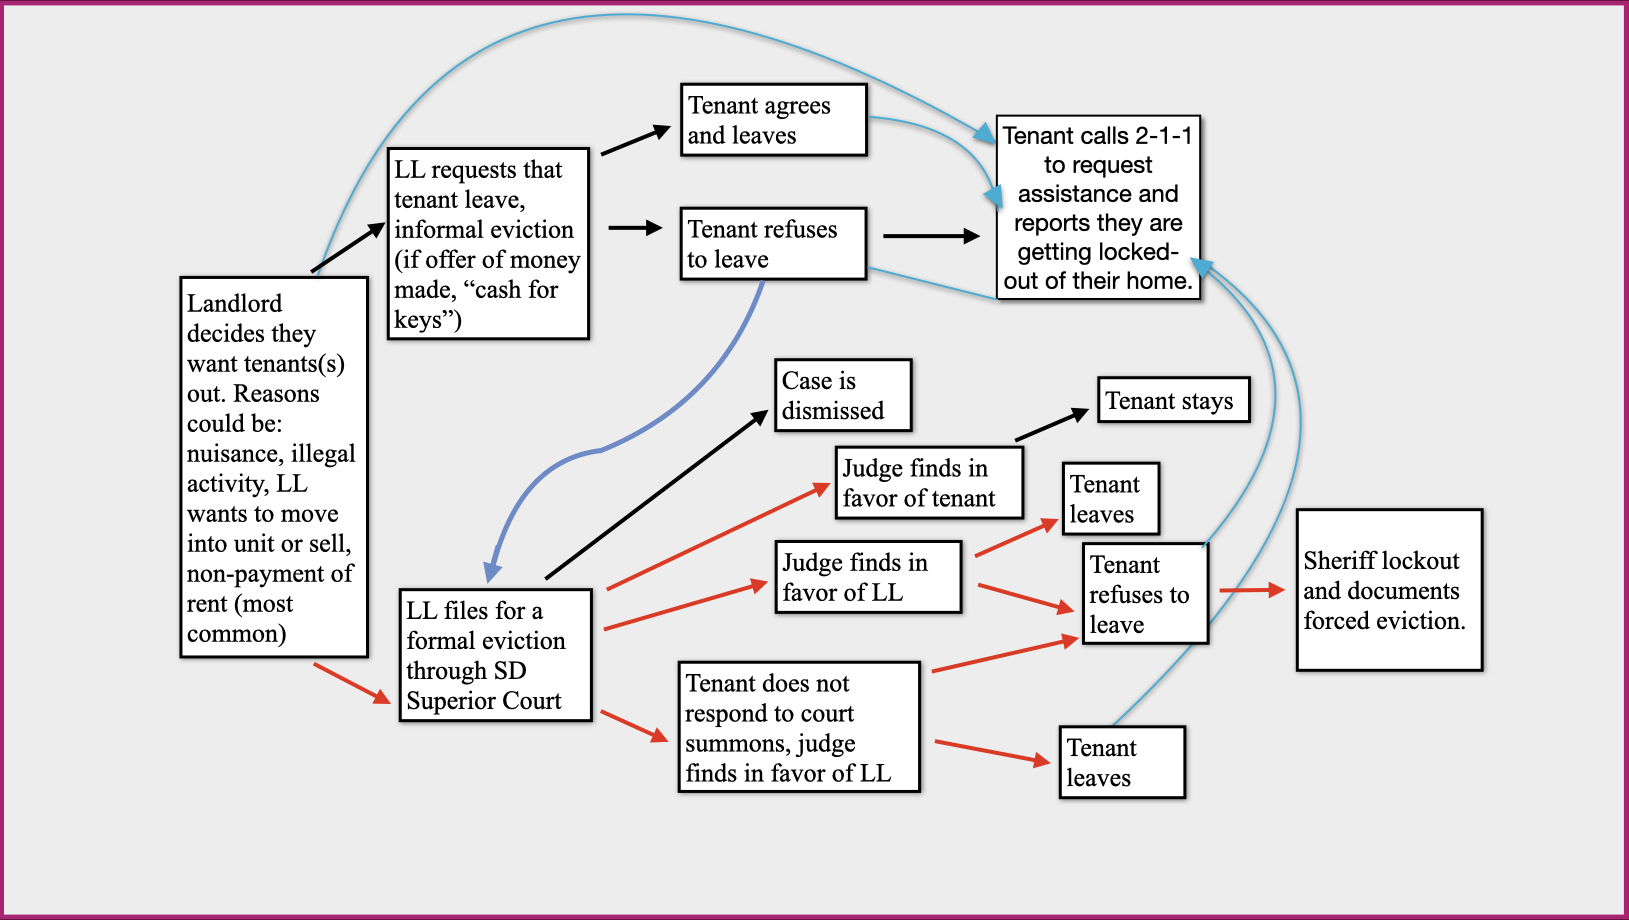 Tenant agrees
and leaves
Tenant calls 2-1-1
to request
assistance and
reports they are
getting locked-
out of their home.
LL requests that
tenant leave,
informal eviction
(if offer of money
made, “cash for
keys”)
Tenant refuses
to leave
Landlord
decides they
want tenants(s)
out. Reasons
could be:
nuisance, illegal
activity, LL
wants to move
into unit or sell,
non-payment of
rent (most
common)
Case is
dismissed
Tenant stays
Judge finds in
favor of tenant
Tenant
leaves
Judge finds in
favor of LL
Tenant
refuses to
leave
Sheriff lockout
and documents
forced eviction.
LL files for a
formal eviction
through SD
Superior Court
Tenant does not
respond to court
summons, judge
finds in favor of LL
Tenant
leaves